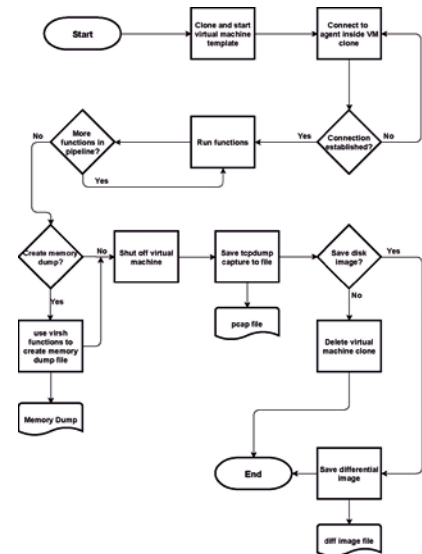 Start
Clone and start
virtual machine
template
Connect to
agent inside VM
clone
No
More
functions in
pipeline?
Run functions
Yes
Connection
established?
No
Yes
Create memory
dump?
No
Shut off virtual
machine
Save tcpdump
capture to file
Save disk
image?
Yes
Yes
No
pcap file
use virsh
functions to
create memory
dump file
Delete virtual
machine clone
Memory Dump
End
Save differential
image
diff image file